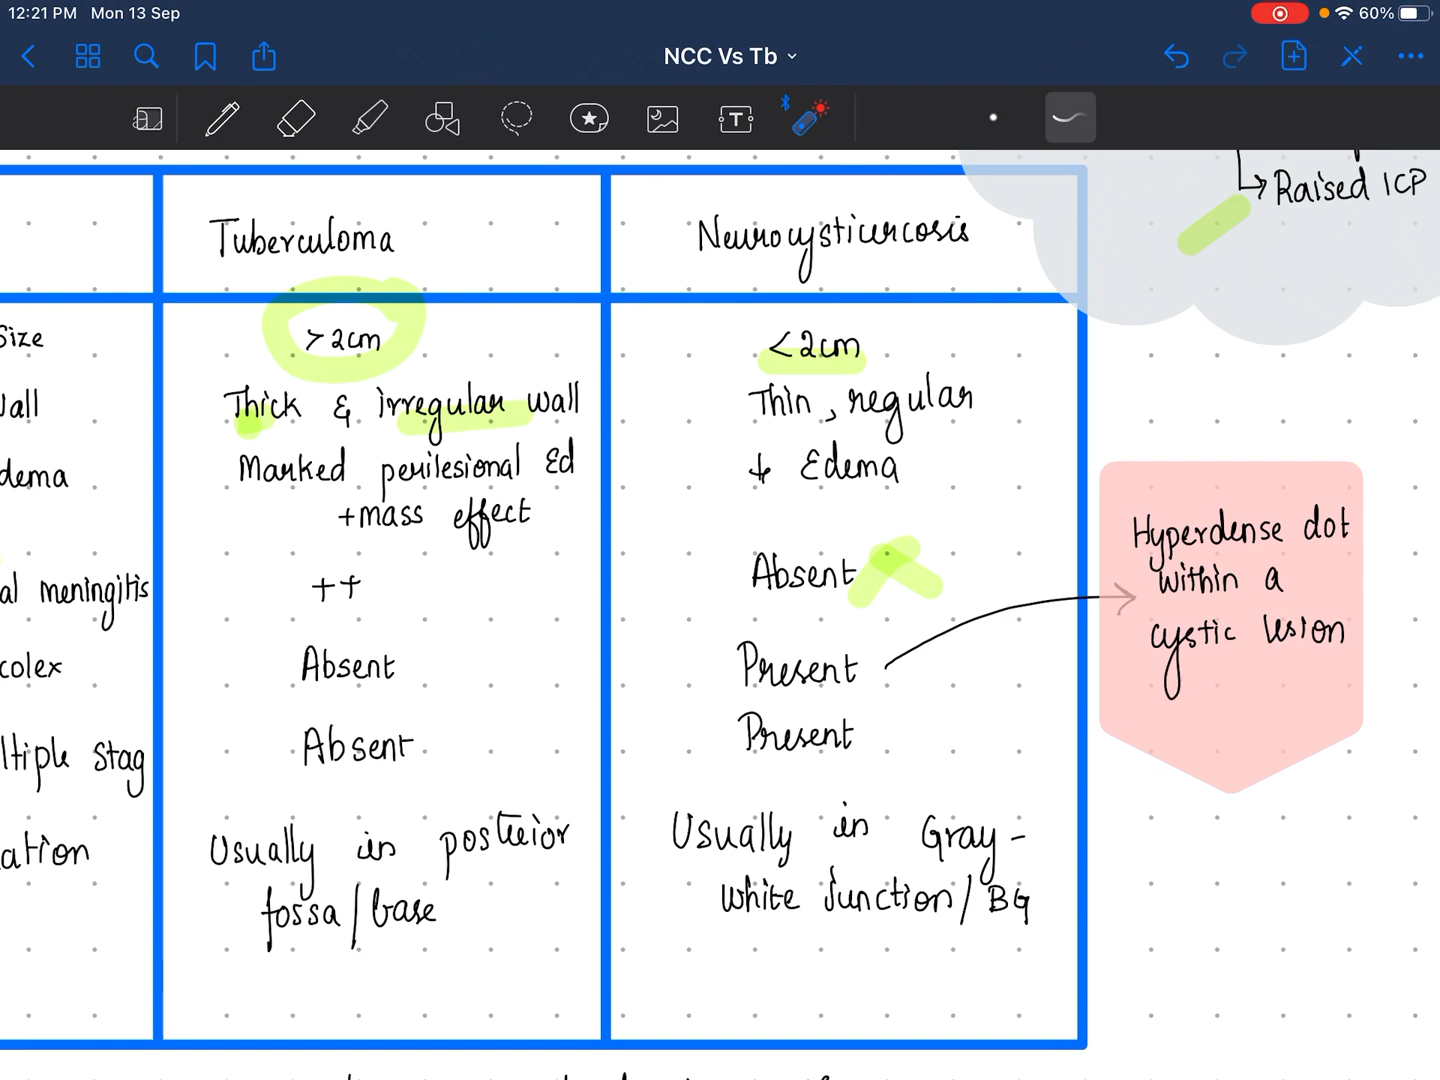 12:21 PM Mon 13 Sep
60%
NCC Vs Tb
Raised ICP
Tuberculoma
Neurocysticercosis
Size
>2cm
<2cm
Wall
Thick & irregular wall
Thin, regular
dema
Marked perilesional Ed
+mass effect
↓ Edema
al meningitis
++
Absent
colex
Absent
Present
ltiple stag
Absent
Present
ation
Usually in posterior
fossa/base
Usually in Gray-
white Junction/BG
Hyperdense dot
within a
cystic lesion